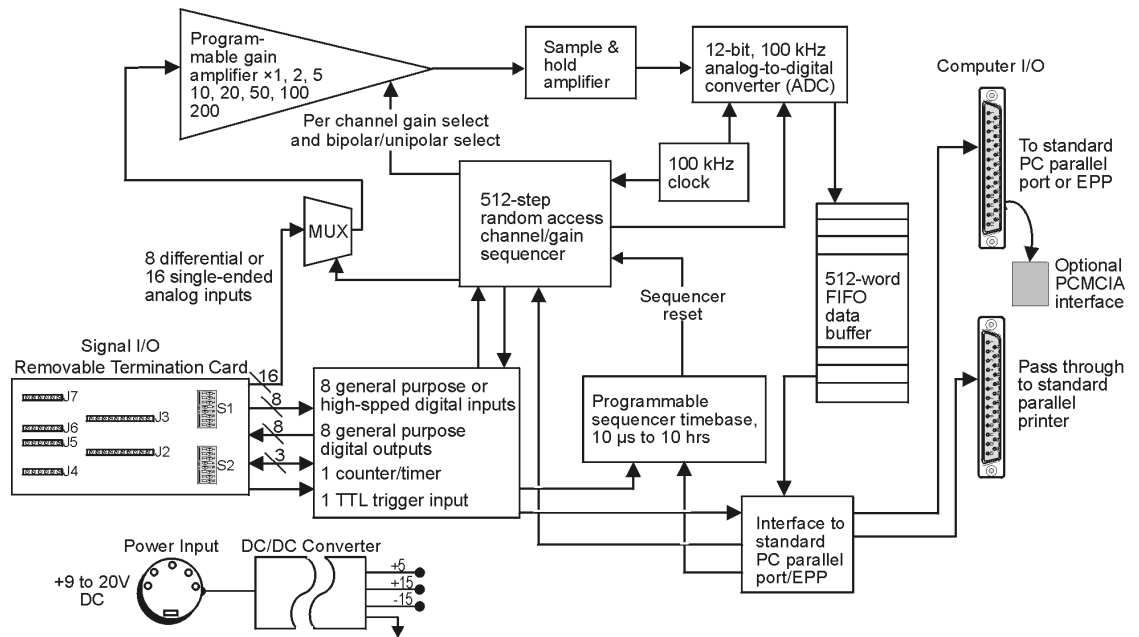 Program-
mable gain
amplifier ×1, 2, 5
10, 20, 50, 100
200
Sample &
hold
amplifier
12-bit, 100 kHz
analog-to-digital
converter (ADC)
Computer I/O
Per channel gain select
and bipolar/unipolar select
100 kHz
clock
To standard
PC parallel
port or EPP
512-step
random access
channel/gain
sequencer
MUX
8 differential or
16 single-ended
analog inputs
512-word
FIFO
data
buffer
Optional
PCMCIA
interface
Sequencer
reset
Signal I/O
Removable Termination Card
16
8
8
3
J7
J3
J6
J5
J2
J4
S1
S2
8 general purpose or
high-spped digital inputs
8 general purpose
digital outputs
1 counter/timer
1 TTL trigger input
Programmable
sequencer timebase,
10 µs to 10 hrs
Pass through
to standard
parallel
printer
Interface to
standard
PC parallel
port/EPP
Power Input
DC/DC Converter
+9 to 20V
DC
+5
+15
-15